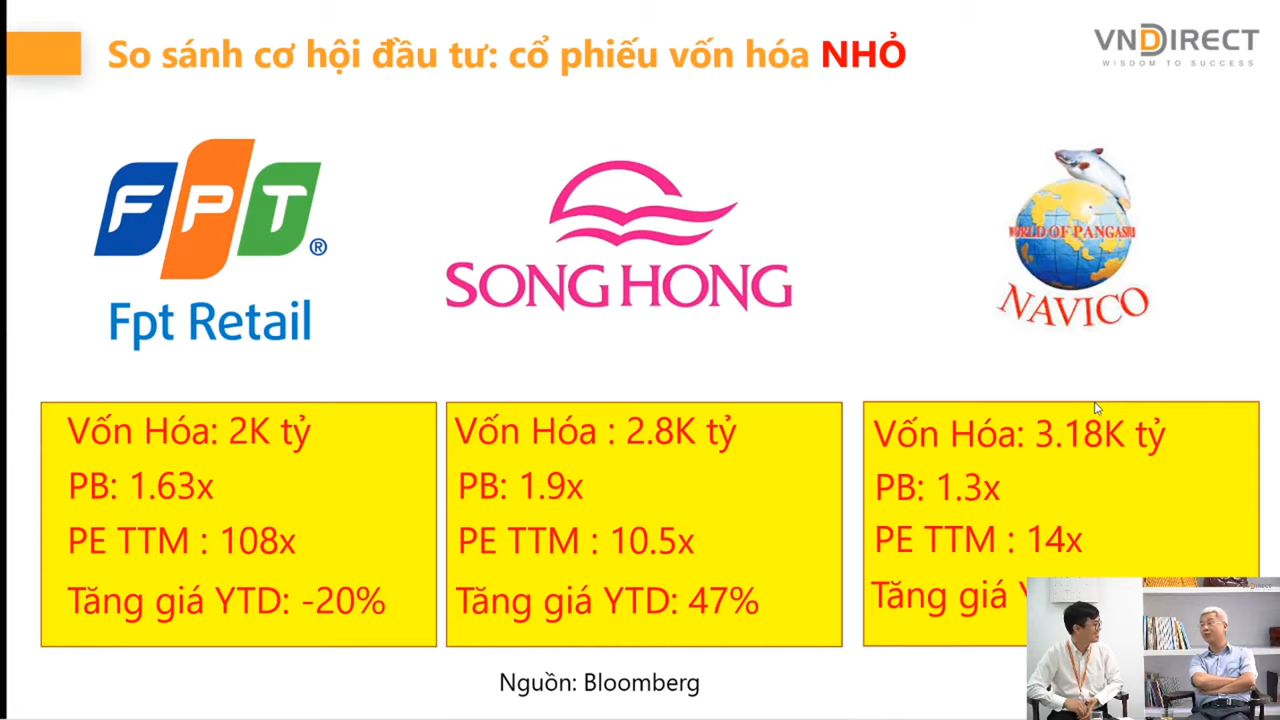 So sánh cơ hội đầu tư: cổ phiếu vốn hóa NHỎ
VNDIRECT
WISDOM TO SUCCESS
FPT®
Fpt Retail
SONG HONG
WORLD OF PANGASIUS
NAVICO
Vốn Hóa: 2K tỷ
PB: 1.63x
PE TTM : 108x
Tăng giá YTD: -20%
Vốn Hóa : 2.8K tỷ
PB: 1.9x
PE TTM : 10.5x
Tăng giá YTD: 47%
Vốn Hóa: 3.18K tỷ
PB: 1.3x
PE TTM : 14x
Tăng giá
Nguồn: Bloomberg